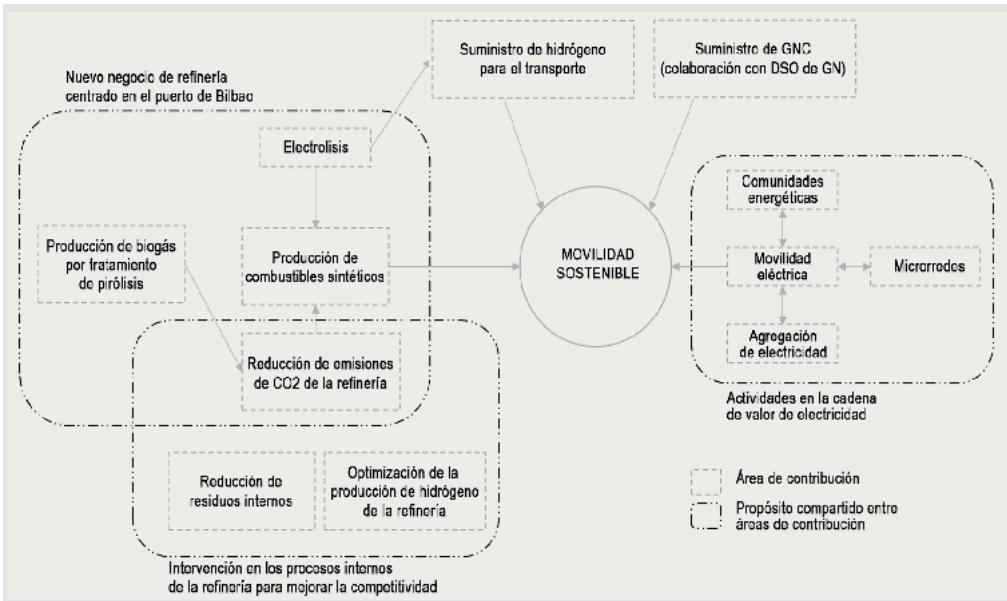 Suministro de hidrógeno
para el transporte
Suministro de GNC
(colaboración con DSO de GN)
Nuevo negocio de refinería
centrado en el puerto de Bilbao
Electrolisis
Comunidades
energéticas
Producción de biogás
por tratamiento
de pirólisis
Producción de
combustibles sintéticos
MOVILIDAD
SOSTENIBLE
Movilidad
eléctrica
Microrredes
Reducción de emisiones
de CO2 de la refinería
Agregación
de electricidad
Actividades en la cadena
de valor de electricidad
Reducción de
residuos internos
Optimización de la
producción de hidrógeno
de la refinería
Área de contribución
Propósito compartido entre
áreas de contribución
Intervención en los procesos internos
de la refinería para mejorar la competitividad